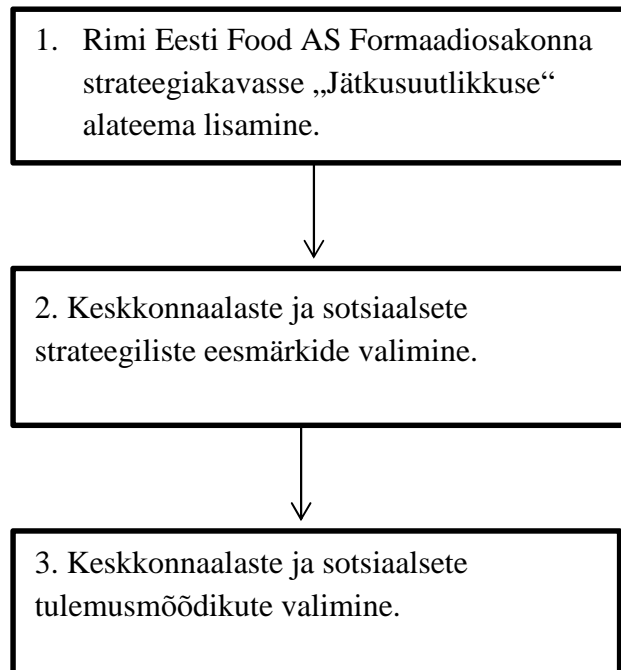 1. Rimi Eesti Food AS Formaadiosakonna
strateegiakavasse „Jätkusuutlikkuse“
alateema lisamine.
2. Keskkonnaalaste ja sotsiaalsete
strateegiliste eesmärkide valimine.
3. Keskkonnaalaste ja sotsiaalsete
tulemusmõõdikute valimine.